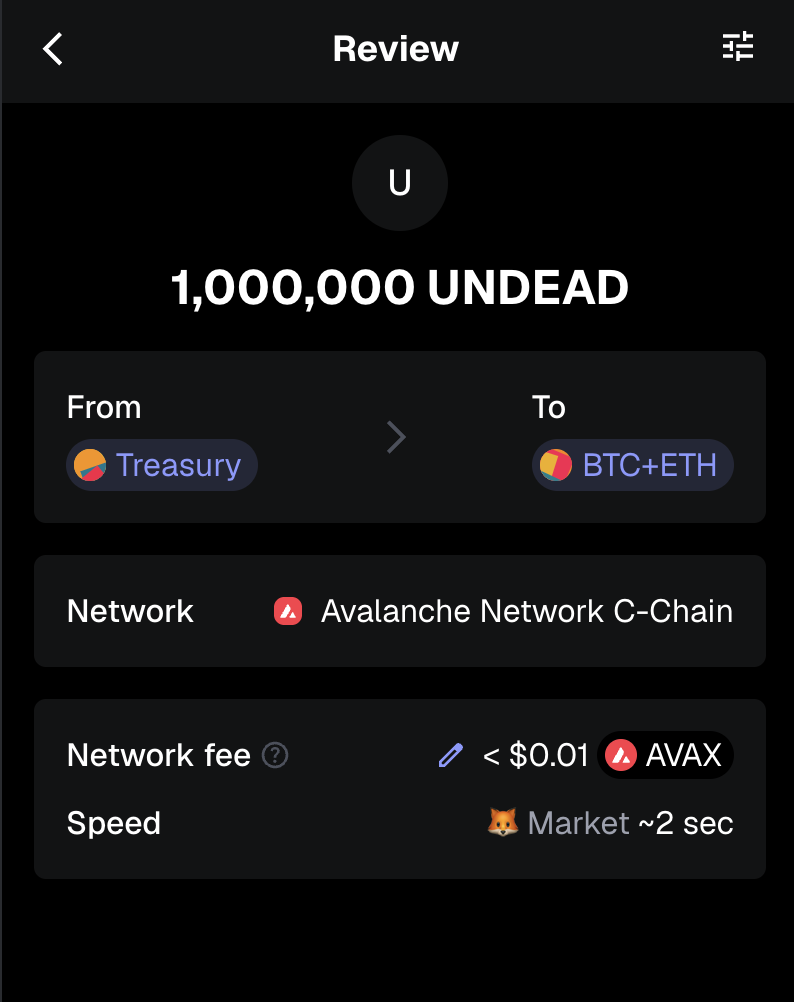 Review
U
1,000,000 UNDEAD
From
To
Treasury
BTC+ETH
Network
Avalanche Network C-Chain
Network fee ?
< $0.01 AVAX
Speed
Market ~2 sec